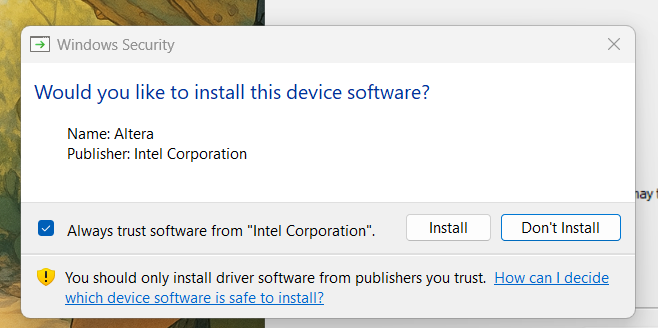 Windows Security
Would you like to install this device software?
Name: Altera
Publisher: Intel Corporation
Always trust software from "Intel Corporation".
Install
Don't Install
You should only install driver software from publishers you trust. How can I decide
which device software is safe to install?